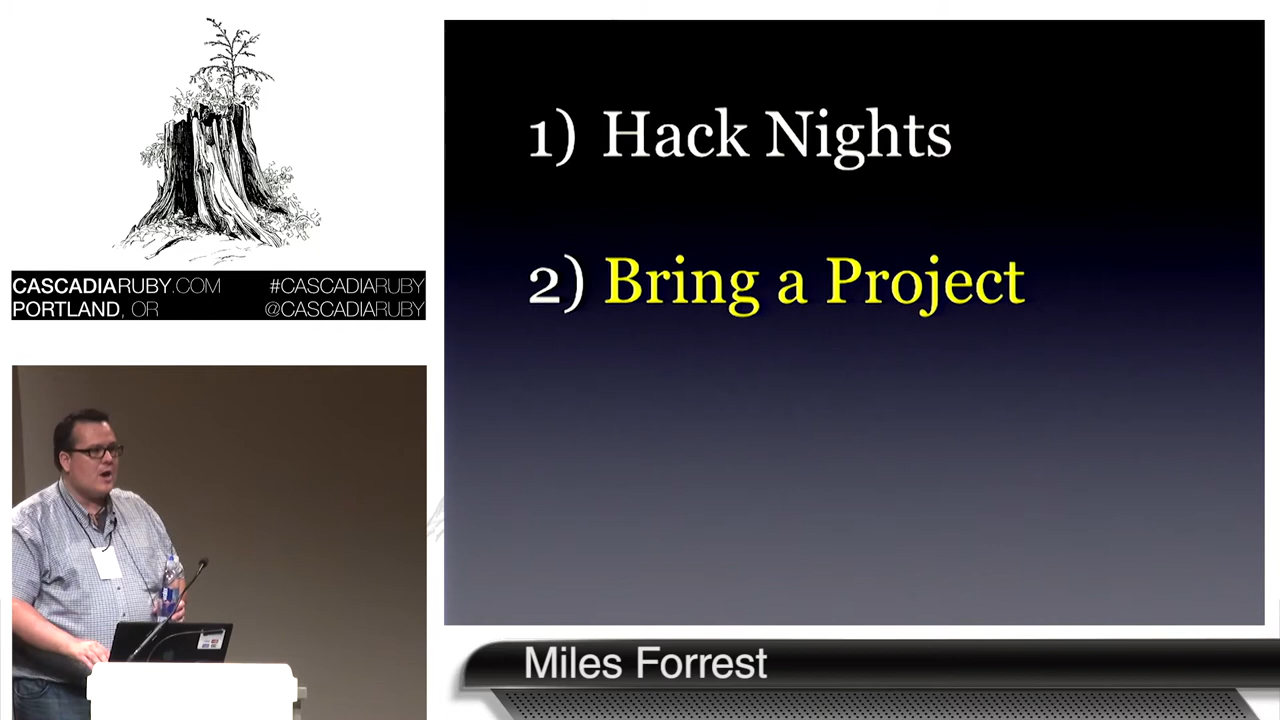 CASCADIARUBY.COM #CASCADIARUBY
PORTLAND, OR @CASCADIARUBY
1) Hack Nights
2) Bring a Project
Miles Forrest